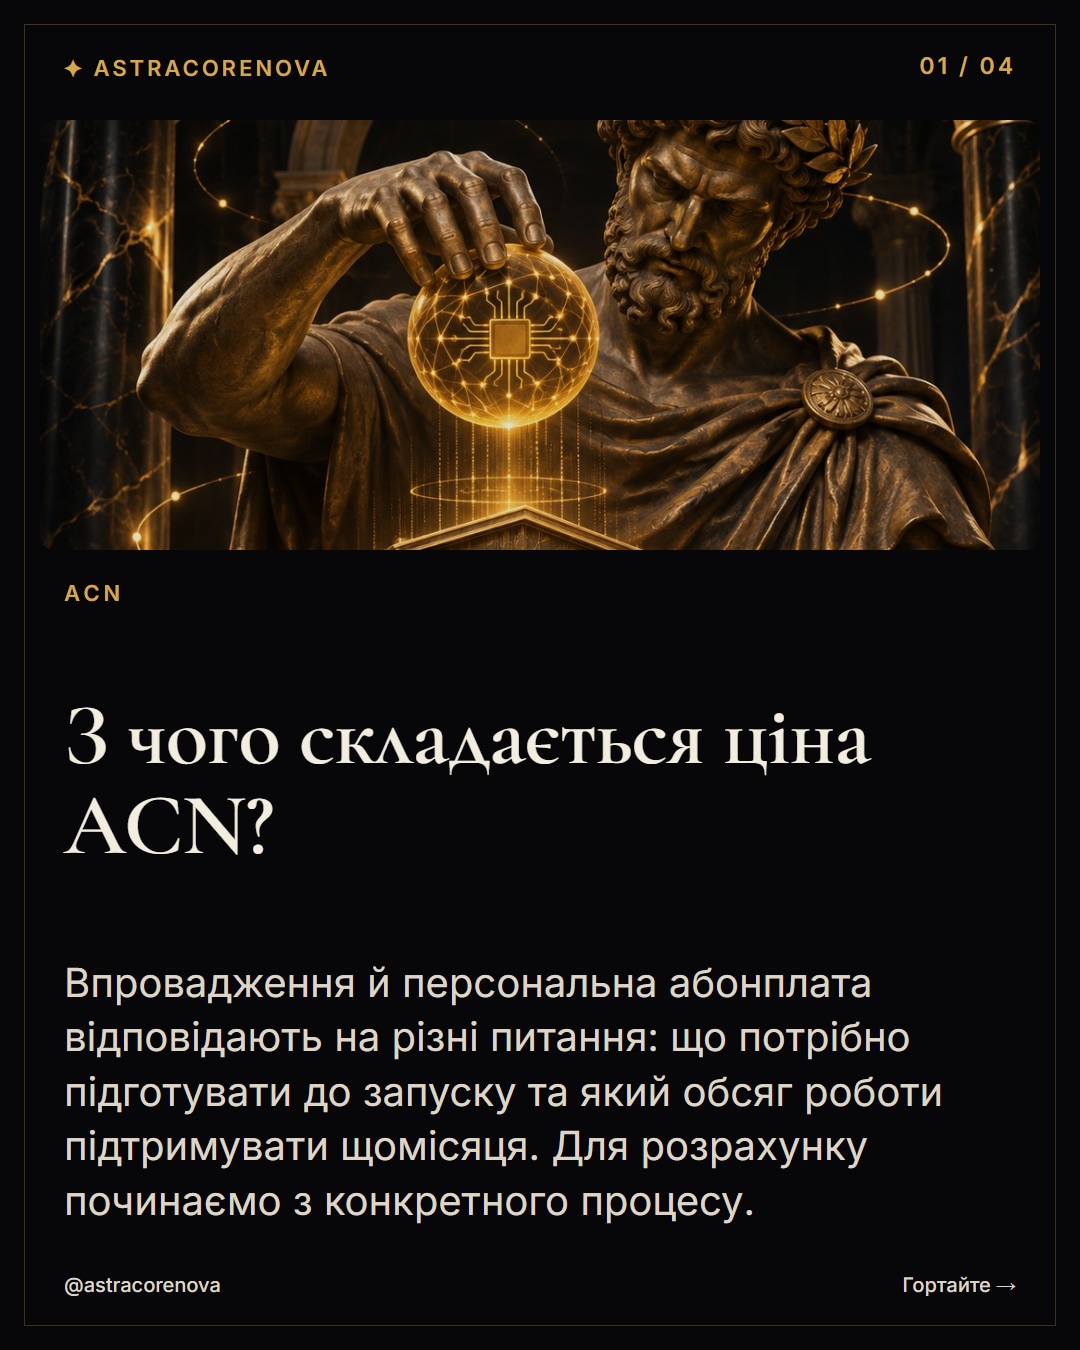 ✦ ASTRACORENOVA
01 / 04
ACN
З чого складається ціна
ACN?
Впровадження й персональна абонплата
відповідають на різні питання: що потрібно
підготувати до запуску та який обсяг роботи
підтримувати щомісяця. Для розрахунку
починаємо з конкретного процесу.
@astracorenova
Гортайте →